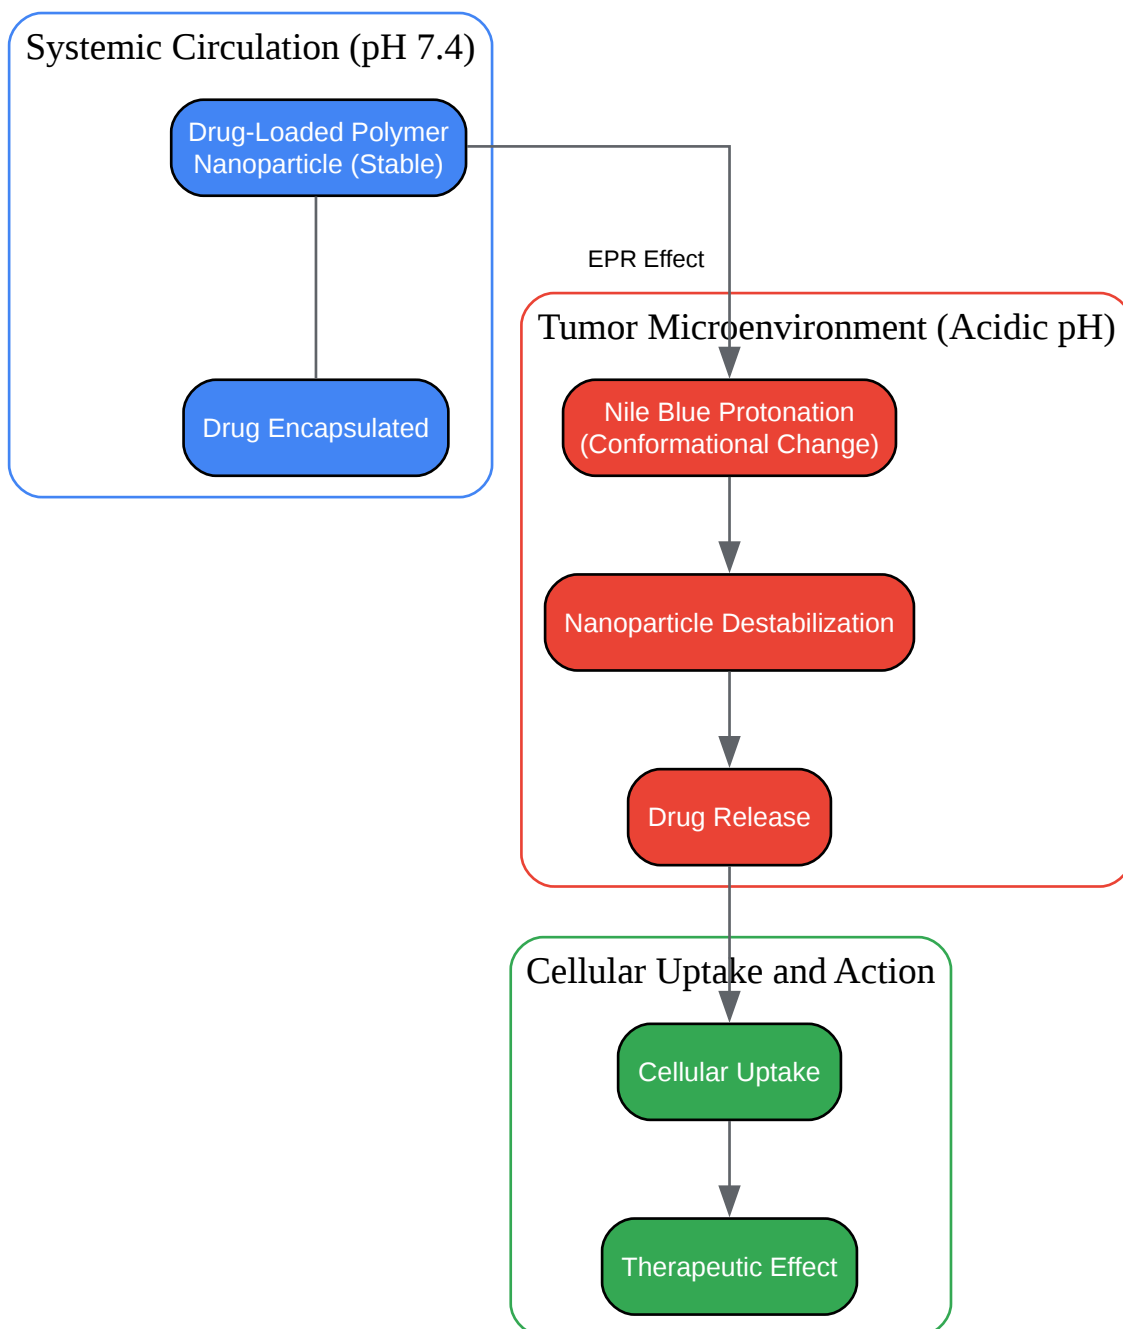 Systemic Circulation (pH 7.4)
Drug-Loaded Polymer
Nanoparticle (Stable)
EPR Effect
Drug Encapsulated
Tumor Microenvironment (Acidic pH)
Nile Blue Protonation
(Conformational Change)
Nanoparticle Destabilization
Drug Release
Cellular Uptake and Action
Cellular Uptake
Therapeutic Effect